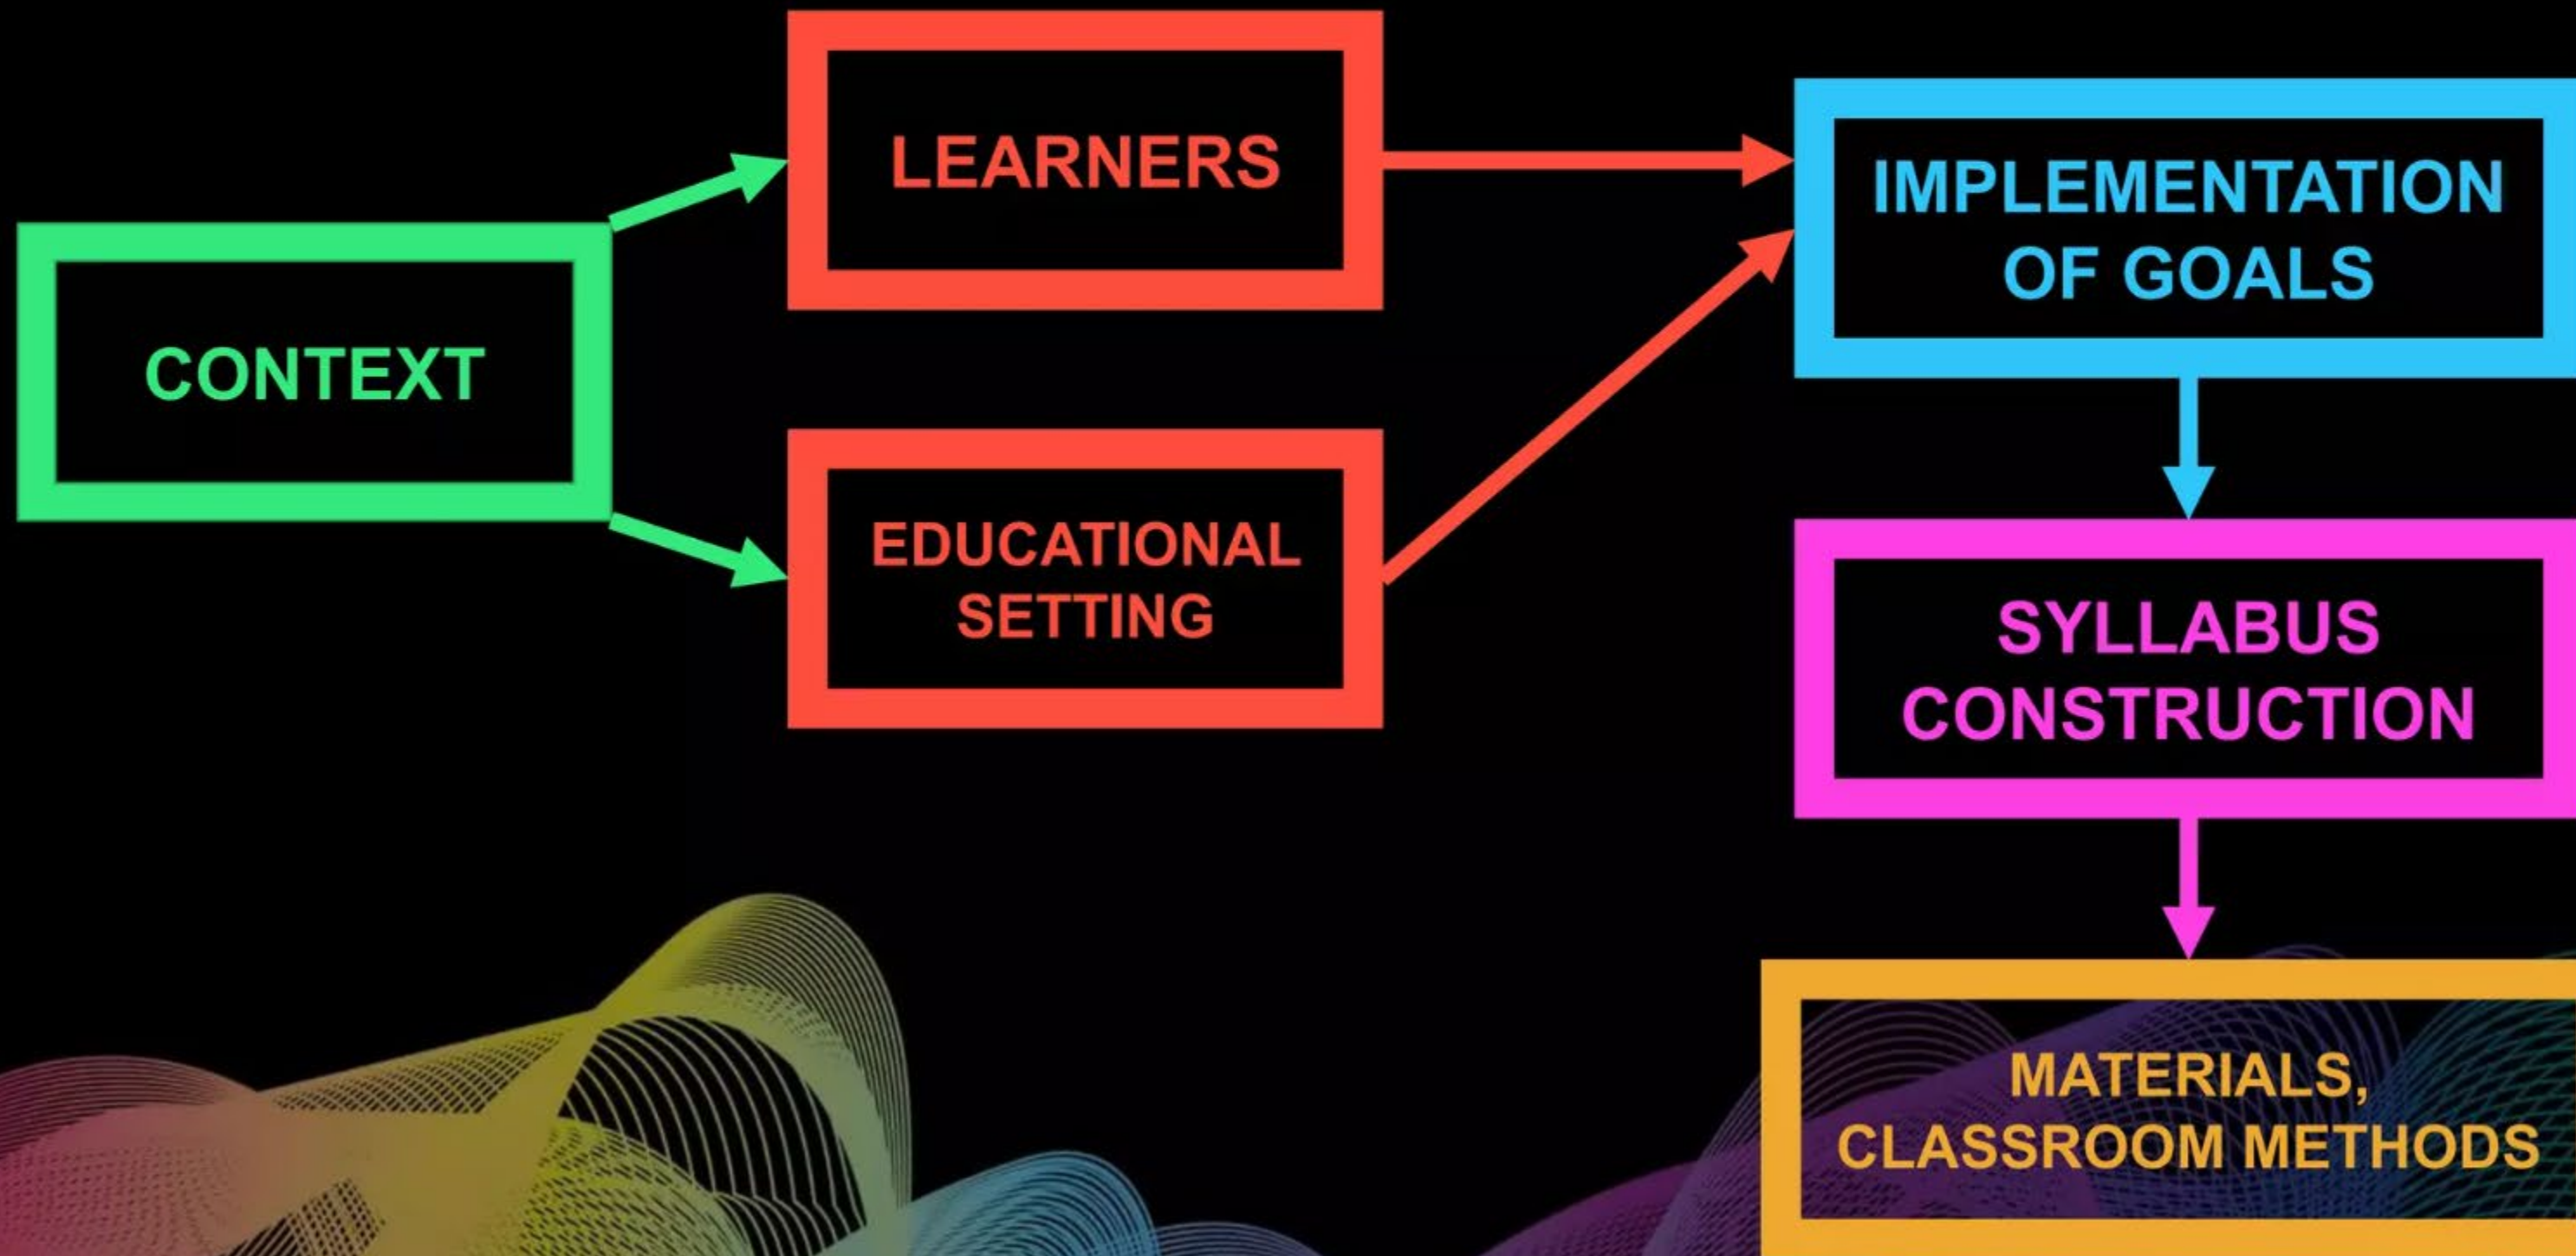 CONTEXT
LEARNERS
EDUCATIONAL
SETTING
IMPLEMENTATION
OF GOALS
SYLLABUS
CONSTRUCTION
MATERIALS,
CLASSROOM METHODS